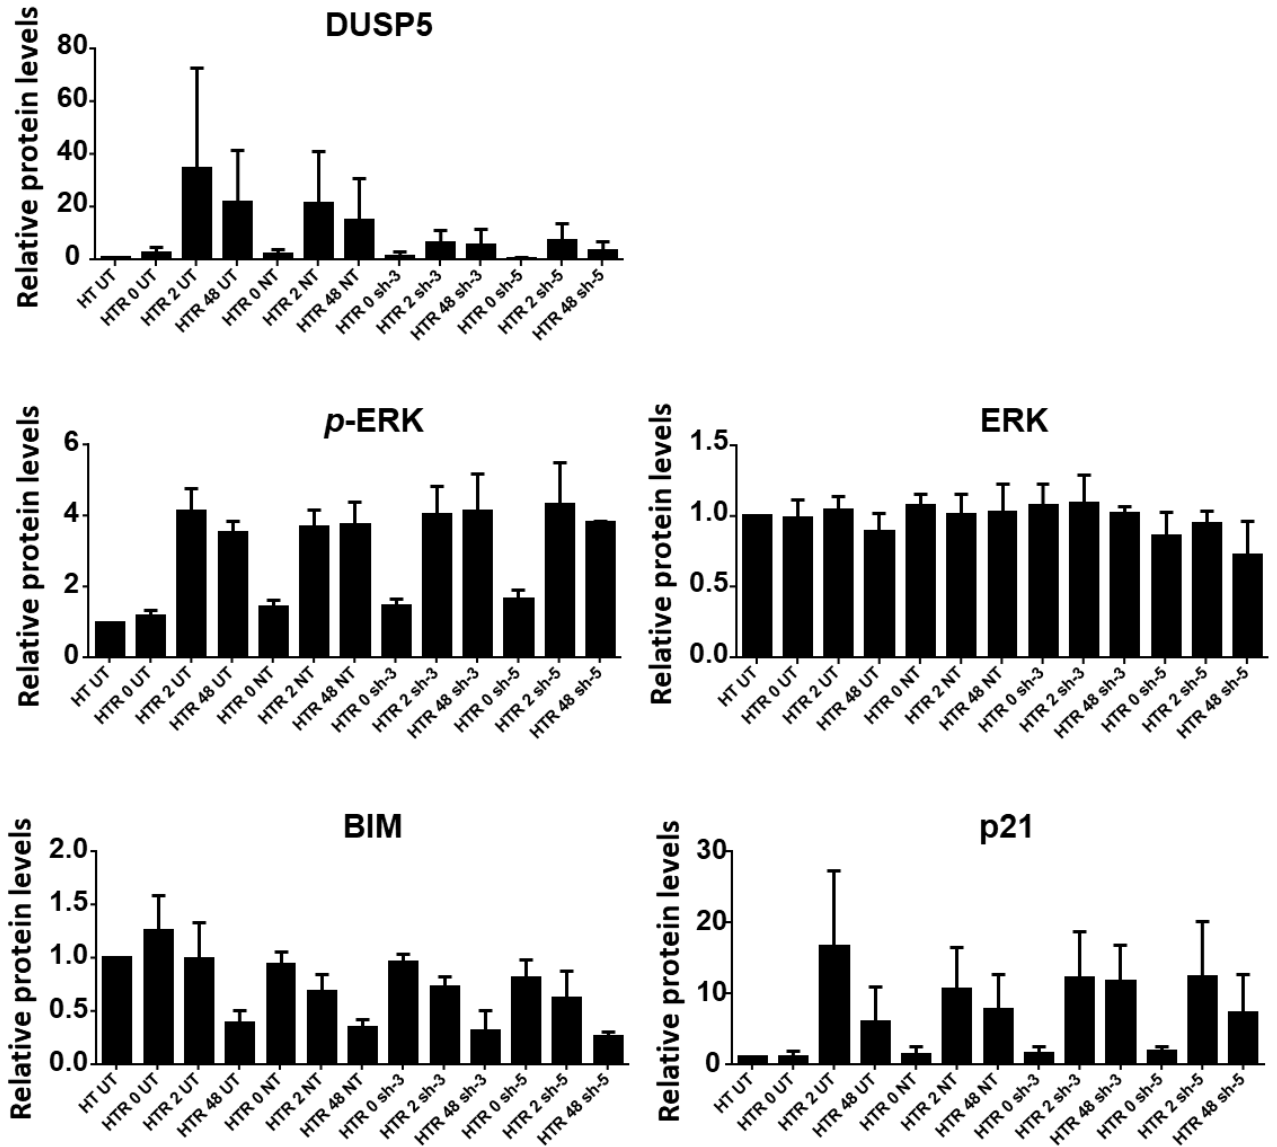 DUSP5
Relative protein levels
80
60
40
20
0
HT UT
HTR 0 UT
HTR 2 UT
HTR 48 UT
HTR 0 NT
HTR 2 NT
HTR 48 NT
HTR 0 sh-3
HTR 2 sh-3
HTR 48 sh-3
HTR 0 sh-5
HTR 2 sh-5
HTR 48 sh-5
p-ERK
Relative protein levels
6
4
2
0
HT UT
HTR 0 UT
HTR 2 UT
HTR 48 UT
HTR 0 NT
HTR 2 NT
HTR 48 NT
HTR 0 sh-3
HTR 2 sh-3
HTR 48 sh-3
HTR 0 sh-5
HTR 2 sh-5
HTR 48 sh-5
ERK
Relative protein levels
1.5
1.0
0.5
0.0
HT UT
HTR 0 UT
HTR 2 UT
HTR 48 UT
HTR 0 NT
HTR 2 NT
HTR 48 NT
HTR 0 sh-3
HTR 2 sh-3
HTR 48 sh-3
HTR 0 sh-5
HTR 2 sh-5
HTR 48 sh-5
BIM
Relative protein levels
2.0
1.5
1.0
0.5
0.0
HT UT
HTR 0 UT
HTR 2 UT
HTR 48 UT
HTR 0 NT
HTR 2 NT
HTR 48 NT
HTR 0 sh-3
HTR 2 sh-3
HTR 48 sh-3
HTR 0 sh-5
HTR 2 sh-5
HTR 48 sh-5
p21
Relative protein levels
30
20
10
0
HT UT
HTR 0 UT
HTR 2 UT
HTR 48 UT
HTR 0 NT
HTR 2 NT
HTR 48 NT
HTR 0 sh-3
HTR 2 sh-3
HTR 48 sh-3
HTR 0 sh-5
HTR 2 sh-5
HTR 48 sh-5